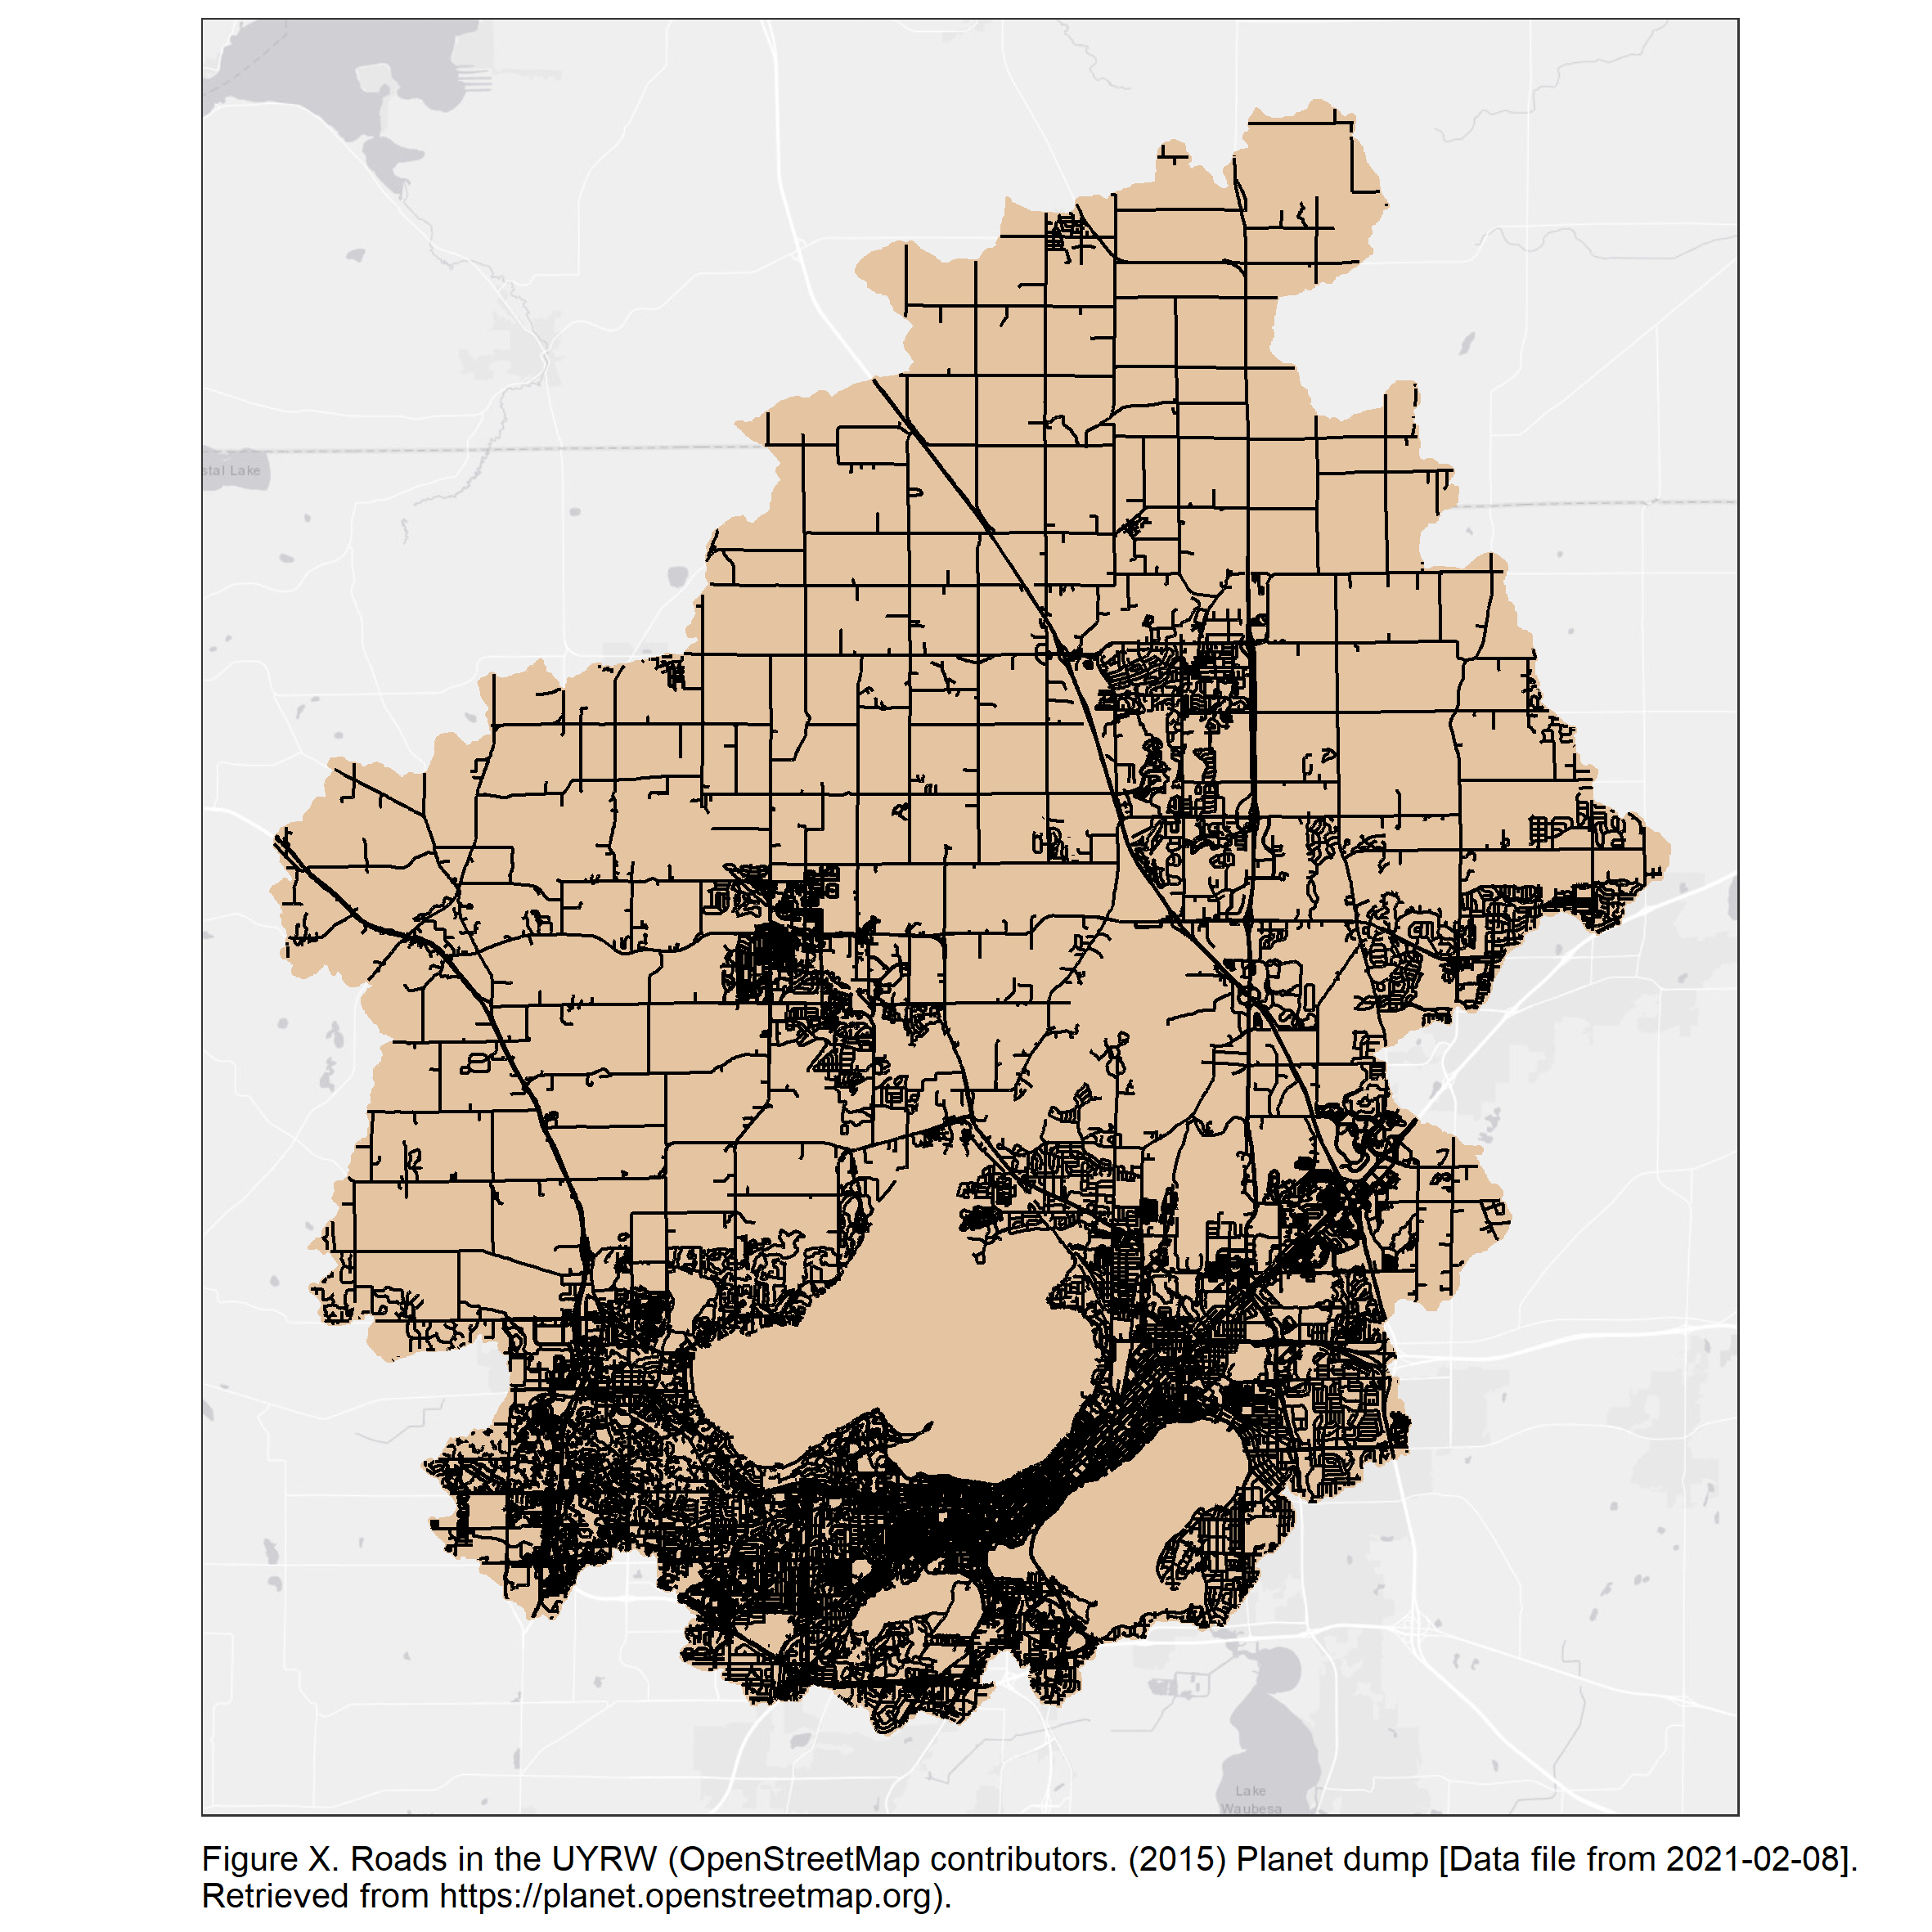 stal Lake
Lake
Waubesa
Figure X. Roads in the UYRW (OpenStreetMap contributors. (2015) Planet dump [Data file from 2021-02-08].
Retrieved from https://planet.openstreetmap.org).